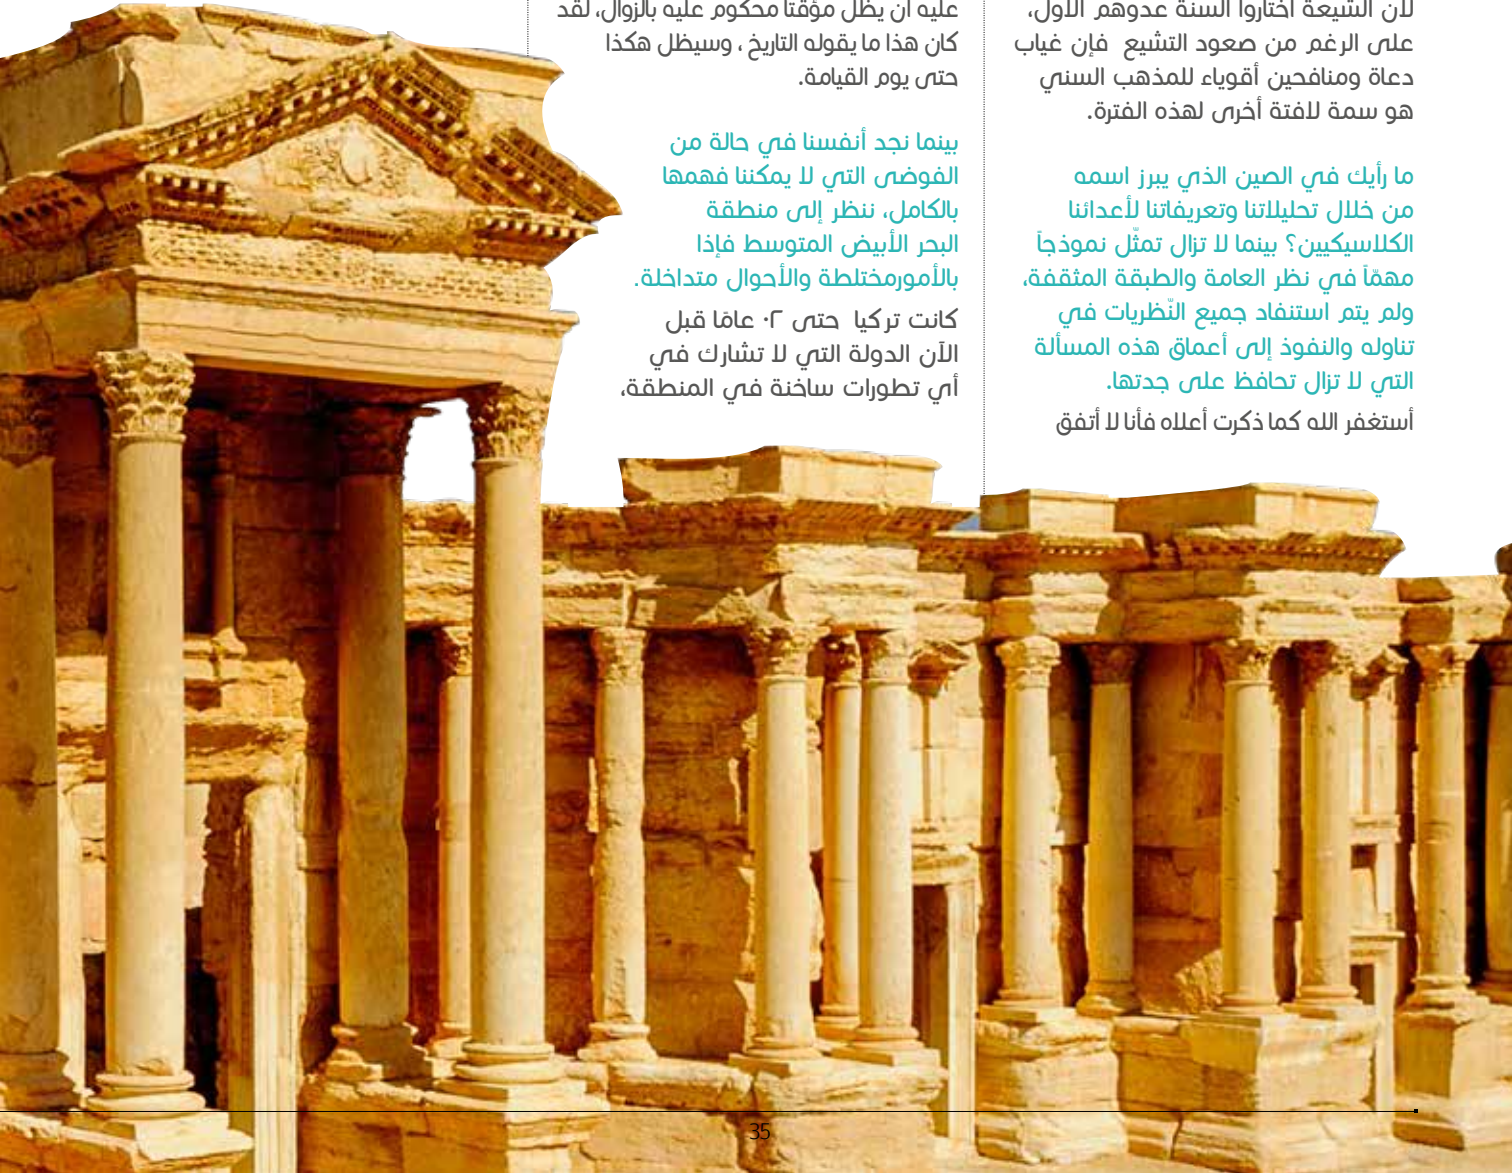 لأن الشيعة اختاروا السنة عدوهم الأول،
على الرغم من صعود التشيع فإن غياب
دعاة ومنافحين أقوياء للمذهب السني
هو سمة لافتة أخرى لهذه الفترة.
ما رأيك في الصين الذي يبرز اسمه
من خلال تحليلاتنا وتعريفاتنا لأعدائنا
الكلاسيكيين؟ بينما لا تزال تمثّل نموذجاً
مهمّاً في نظر العامة والطبقة المثقفة،
ولم يتم استنفاد جميع النّظريات في
تناوله والنفوذ إلى أعماق هذه المسألة
التي لا تزال تحافظ على جدتها.
أستغفر الله كما ذكرت أعلاه فأنا لا أتفق
عليه أن يظل مؤقتا محكوم عليه بالزوال، لقد
كان هذا ما يقوله التاريخ ، وسيظل هكذا
حتى يوم القيامة.
بينما نجد أنفسنا في حالة من
الفوضى التي لا يمكننا فهمها
بالكامل، ننظر إلى منطقة
البحر الأبيض المتوسط فإذا
بالأمورمختلطة والأحوال متداخلة.
كانت تركيا حتى ٠٢ عامًا قبل
الآن الدولة التي لا تشارك في
أي تطورات ساخنة في المنطقة،
35